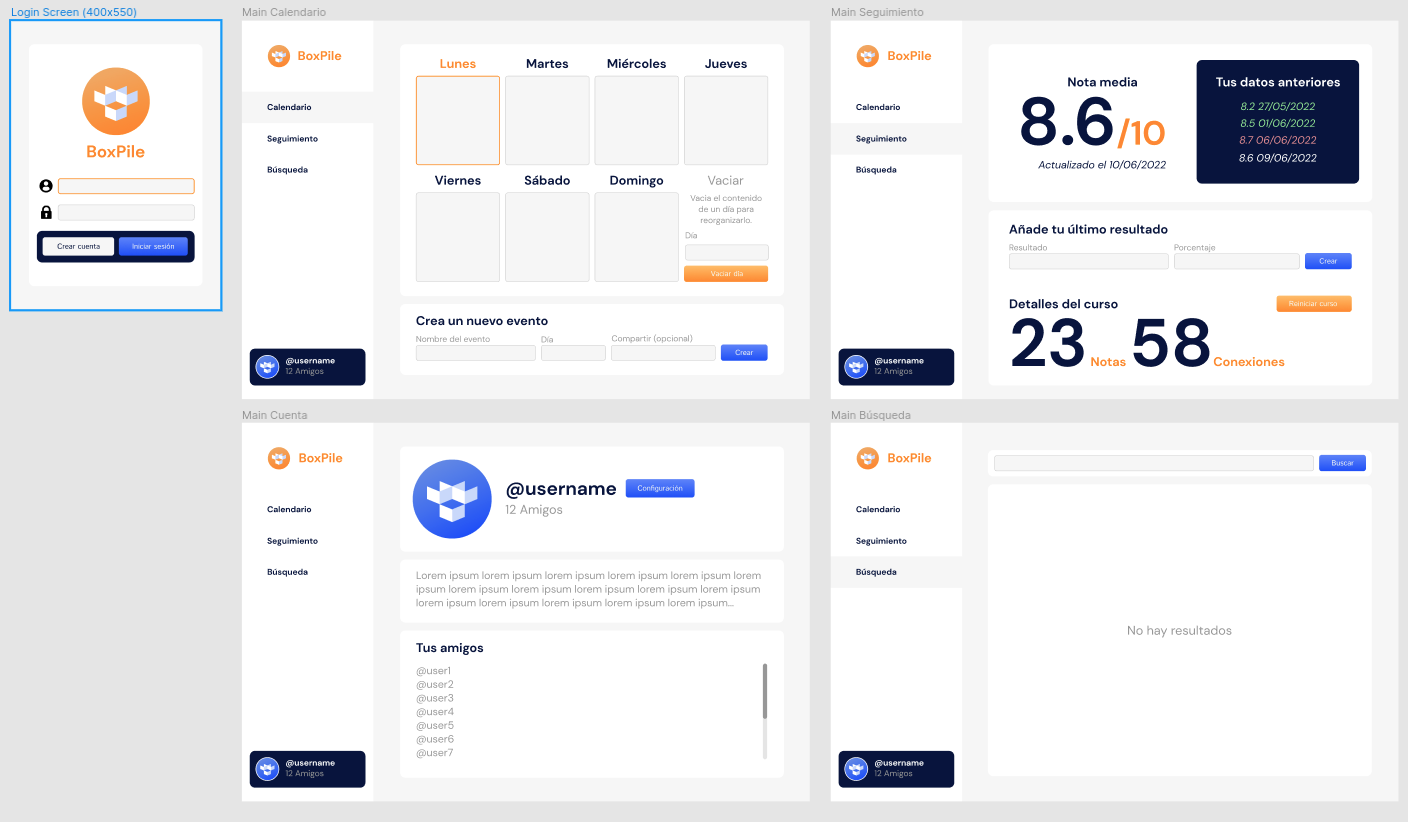 Login Screen (400x550)
BoxPile
Crear cuenta
Iniciar sesión
Main Calendario
BoxPile
Calendario
Seguimiento
Búsqueda
@username
12 Amigos
Lunes
Martes
Miércoles
Jueves
Viernes
Sábado
Domingo
Vaciar
Vacia el contenido
de un día para
reorganizarlo.
Día
Vaciar día
Crea un nuevo evento
Nombre del evento
Día
Compartir (opcional)
Crear
Main Seguimiento
BoxPile
Calendario
Seguimiento
Búsqueda
@username
12 Amigos
Nota media
8.6/10
Actualizado el 10/06/2022
Tus datos anteriores
8.2 27/05/2022
8.5 01/06/2022
8.7 06/06/2022
8.6 09/06/2022
Añade tu último resultado
Resultado
Porcentaje
Crear
Detalles del curso
Reiniciar curso
23 Notas 58 Conexiones
Main Cuenta
BoxPile
Calendario
Seguimiento
Búsqueda
@username
12 Amigos
@username
Configuración
12 Amigos
Lorem ipsum lorem ipsum lorem ipsum lorem ipsum lorem ipsum lorem
ipsum lorem ipsum lorem ipsum lorem ipsum lorem ipsum lorem ipsum
lorem ipsum lorem ipsum lorem ipsum lorem ipsum lorem ipsum...
Tus amigos
@user1
@user2
@user3
@user4
@user5
@user6
@user7
Main Búsqueda
BoxPile
Calendario
Seguimiento
Búsqueda
@username
12 Amigos
Buscar
No hay resultados